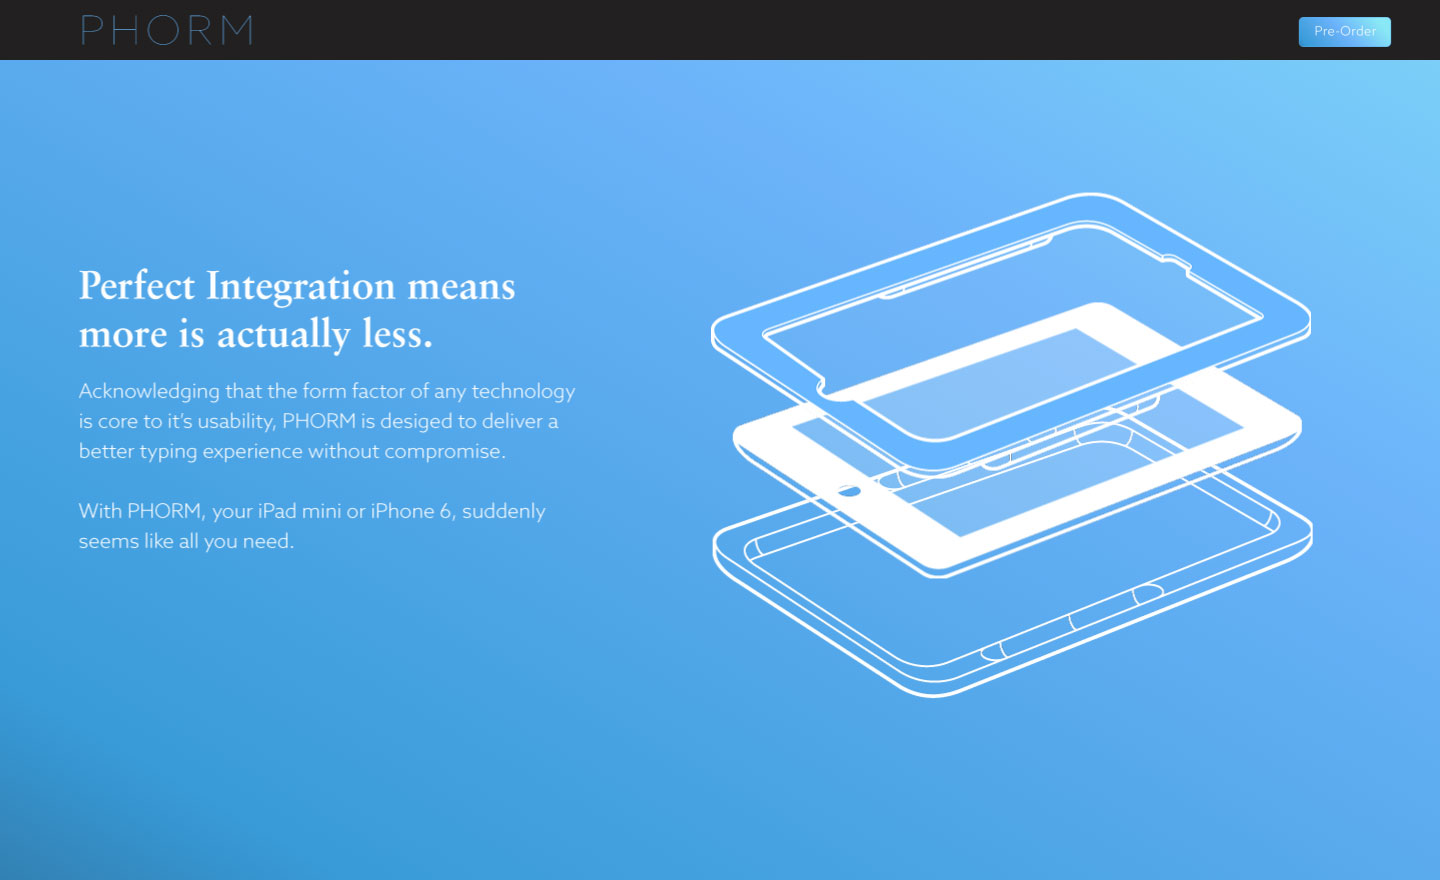 PHORM
Pre-Order
Perfect Integration means
more is actually less.
Acknowledging that the form factor of any technology
is core to it’s usability, PHORM is desiged to deliver a
better typing experience without compromise.
With PHORM, your iPad mini or iPhone 6, suddenly
seems like all you need.